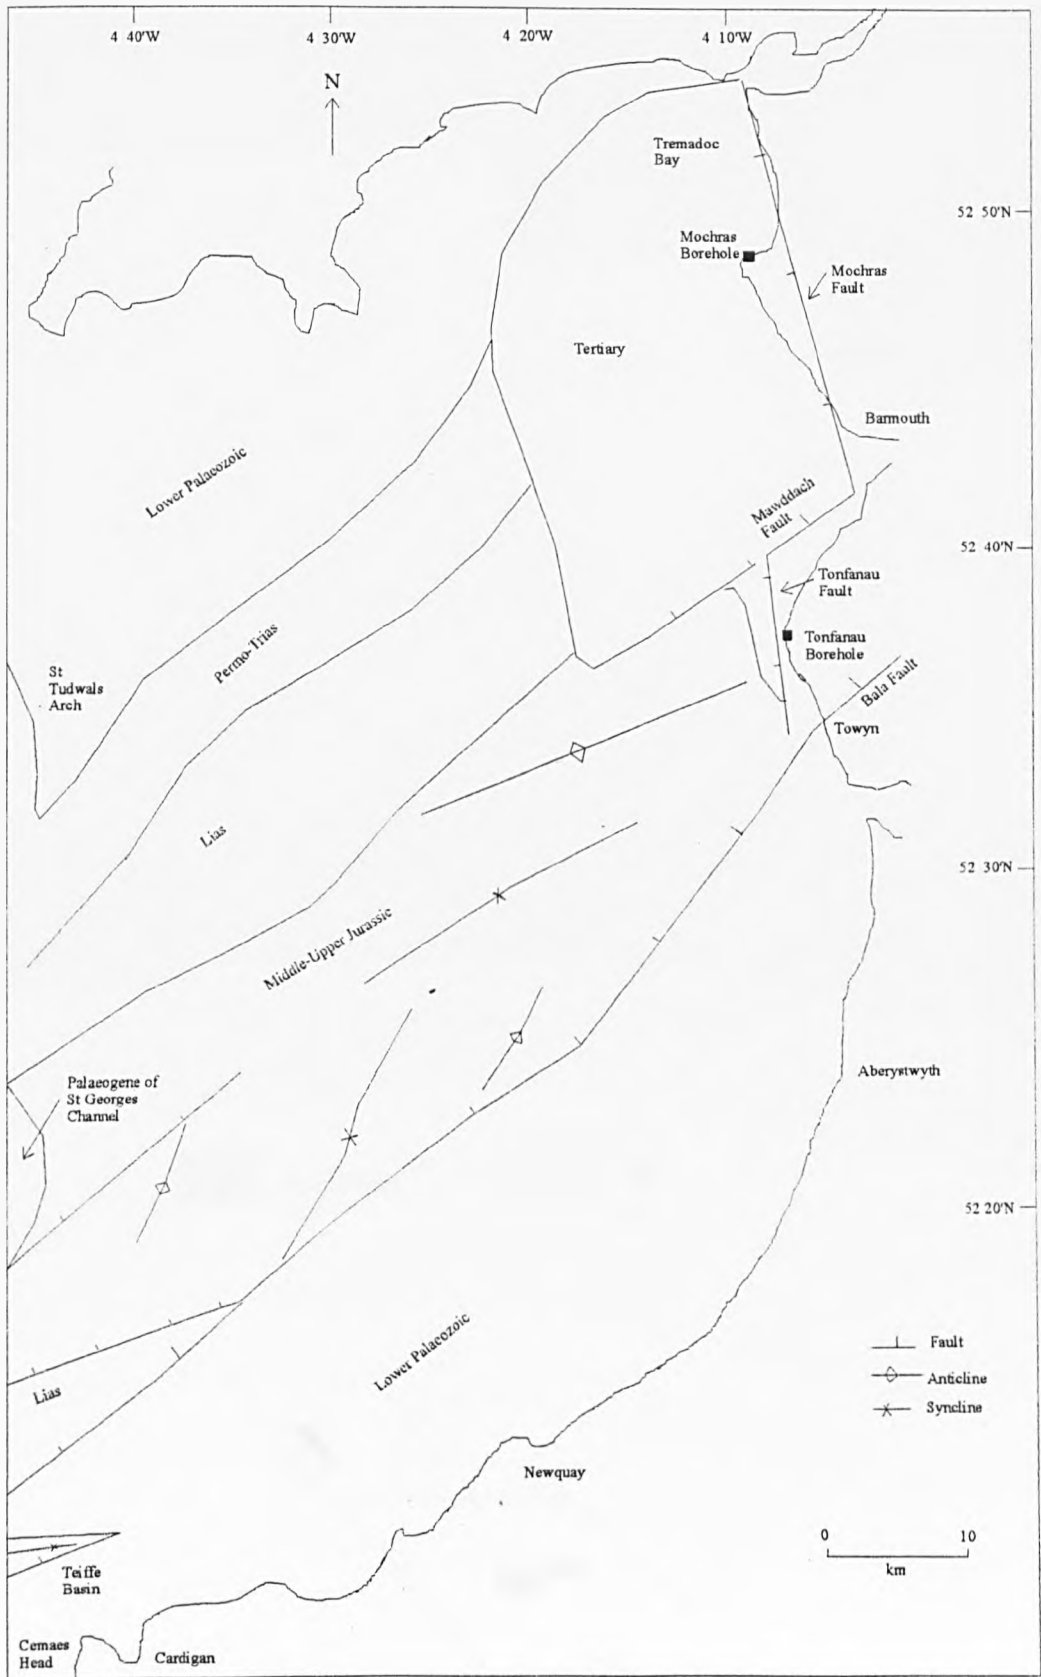 4 40'W
4 30'W
4 20'W
4 10'W
N
Tremadoc
Bay
52 50'N
Mochras
Borehole
Mochras
Fault
Tertiary
Barmouth
Lower Palaeozoic
Mawddach
Fault
52 40'N
Tonfanau
Fault
Permo-Trias
Tonfanau
Borehole
St
Tudwals
Arch
Bala Fault
Towyn
Lias
52 30'N
Middle-Upper Jurassic
Palaeogene of
St Georges
Channel
Aberystwyth
52 20'N
Lower Palaeozoic
Fault
Anticline
Syncline
Lias
Newquay
0 10
km
Teiffe
Basin
Cemaes
Head
Cardigan